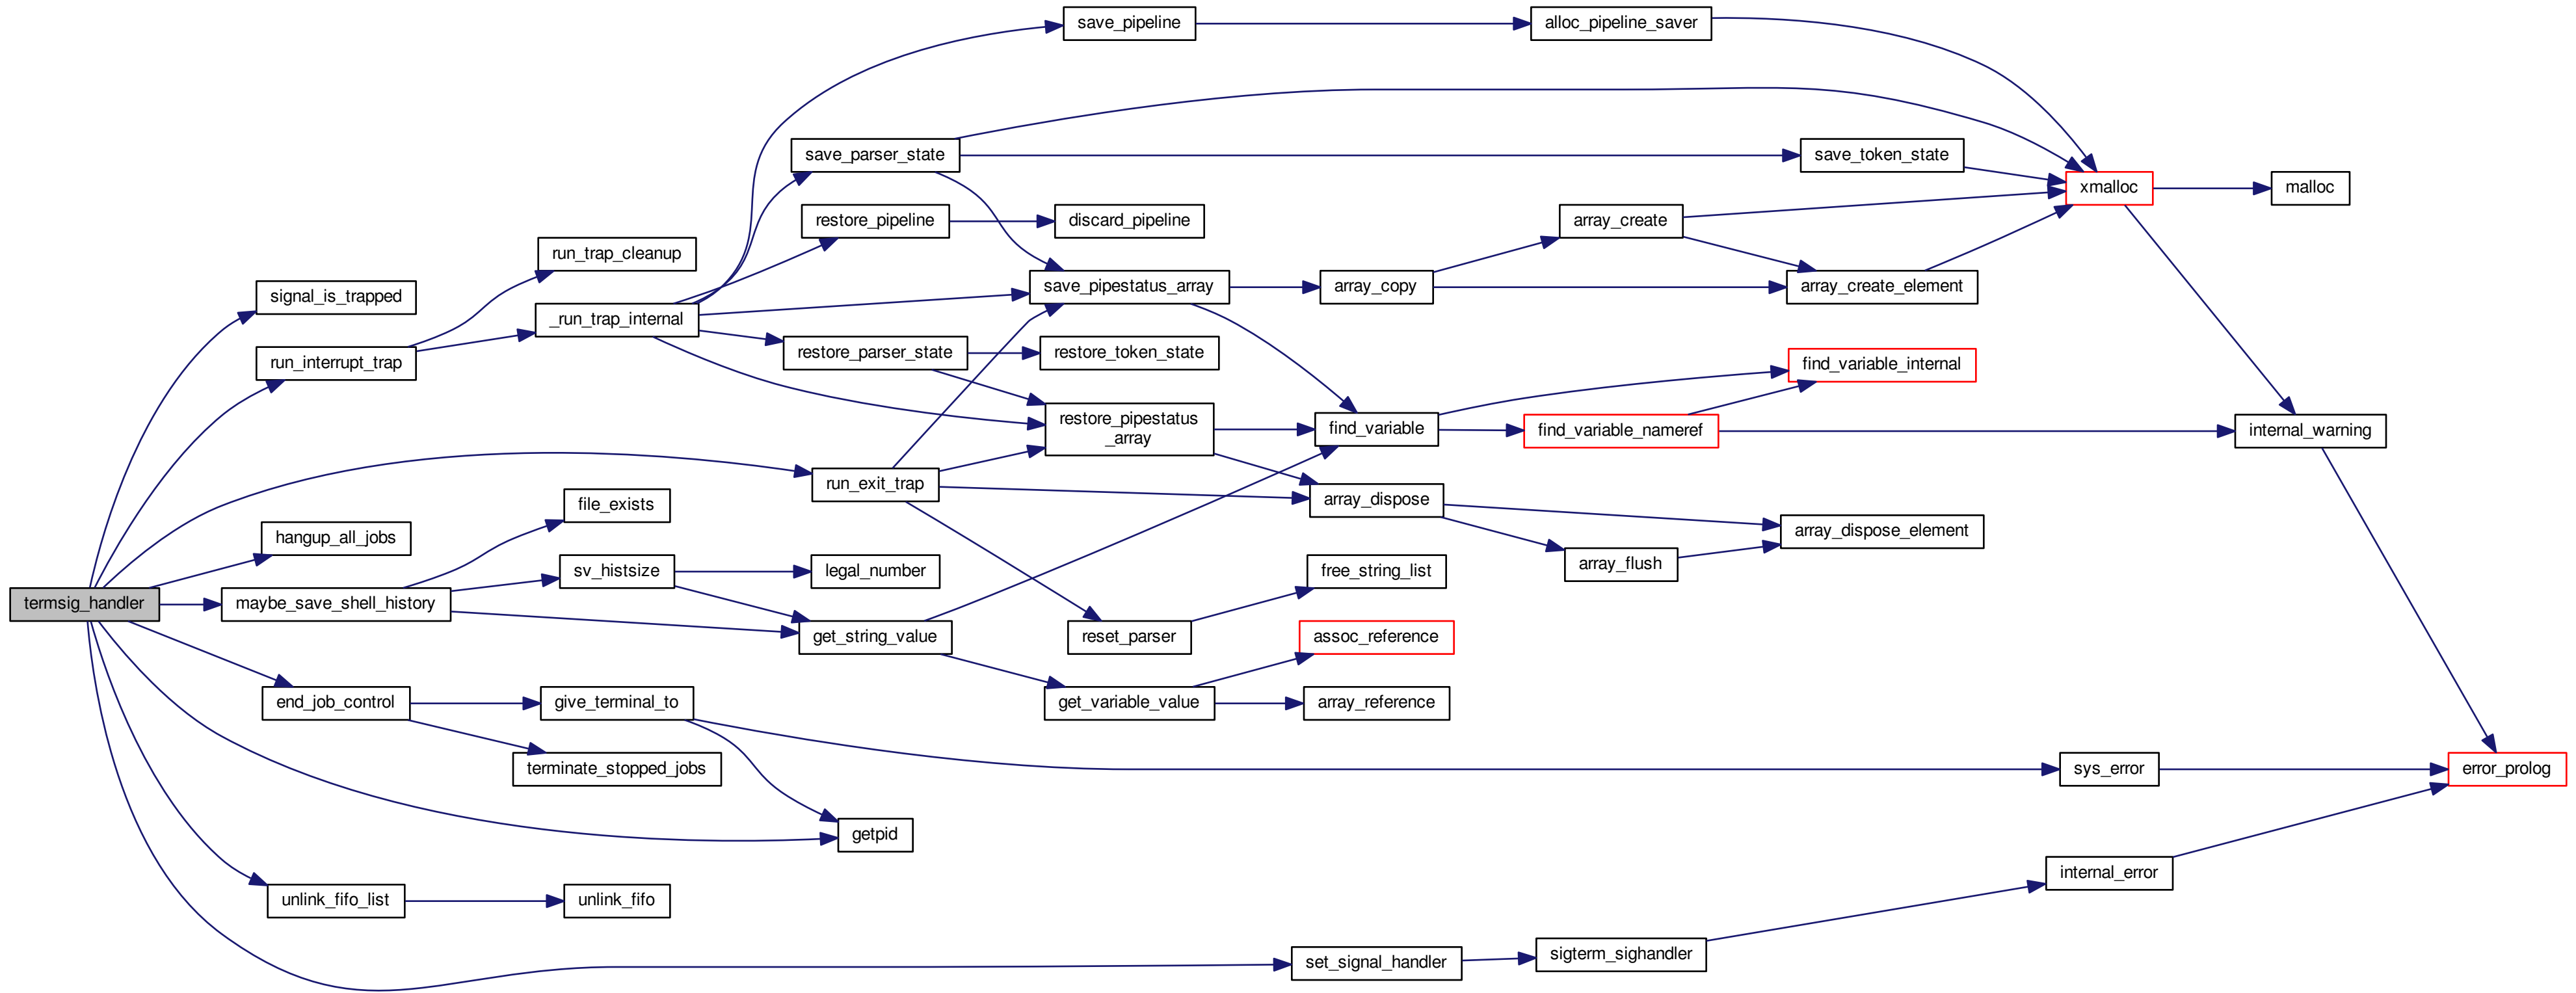 save_pipeline
alloc_pipeline_saver
save_parser_state
save_token_state
xmalloc
malloc
restore_pipeline
discard_pipeline
array_create
run_trap_cleanup
signal_is_trapped
save_pipestatus_array
array_copy
array_create_element
_run_trap_internal
run_interrupt_trap
restore_parser_state
restore_token_state
find_variable_internal
restore_pipestatus
_array
find_variable
find_variable_nameref
internal_warning
run_exit_trap
file_exists
array_dispose
array_dispose_element
hangup_all_jobs
sv_histsize
legal_number
free_string_list
array_flush
termsig_handler
maybe_save_shell_history
get_string_value
reset_parser
assoc_reference
end_job_control
give_terminal_to
get_variable_value
array_reference
terminate_stopped_jobs
sys_error
error_prolog
getpid
internal_error
unlink_fifo_list
unlink_fifo
set_signal_handler
sigterm_sighandler